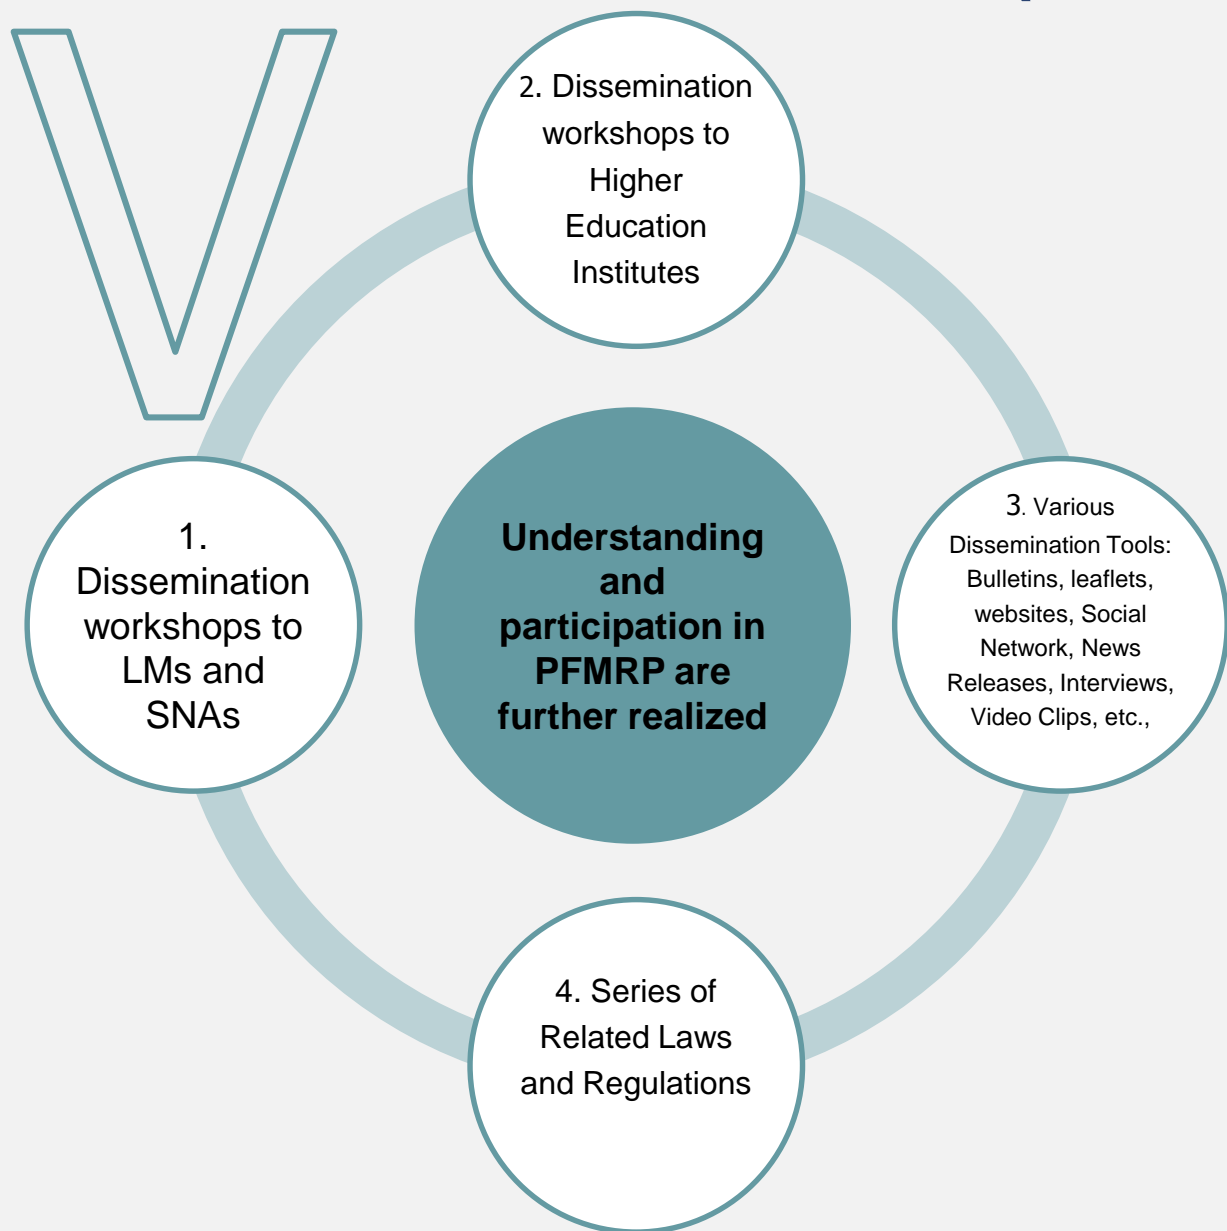 V
2. Dissemination
workshops to
Higher
Education
Institutes
1.
Dissemination
workshops to
LMs and
SNAs
Understanding
and
participation in
PFMRP are
further realized
3. Various
Dissemination Tools:
Bulletins, leaflets,
websites, Social
Network, News
Releases, Interviews,
Video Clips, etc.,
4. Series of
Related Laws
and Regulations